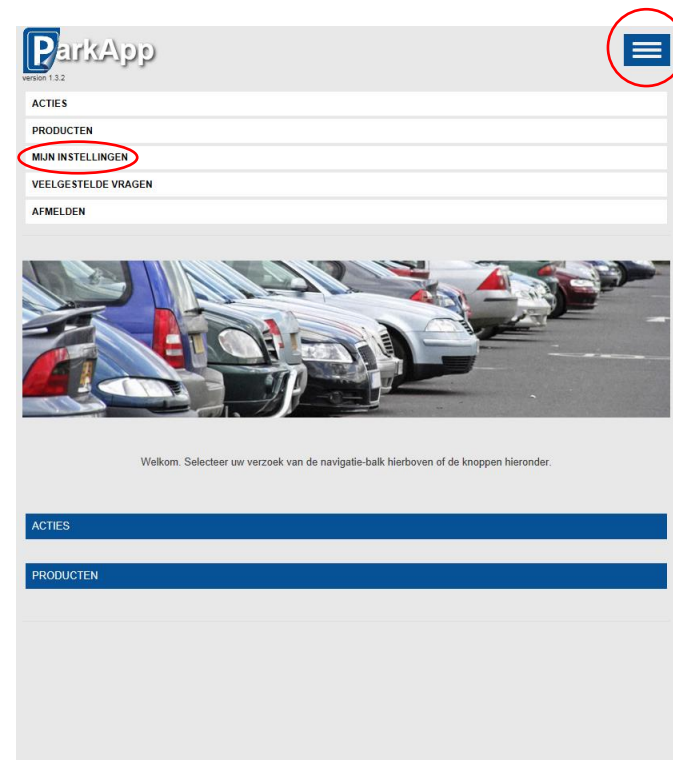 ParkApp
version 1.3.2
ACTIES
PRODUCTEN
MIJN INSTELLINGEN
VEELGESTELDE VRAGEN
AFMELDEN
Welkom. Selecteer uw verzoek van de navigatie-balk hierboven of de knoppen hieronder.
ACTIES
PRODUCTEN